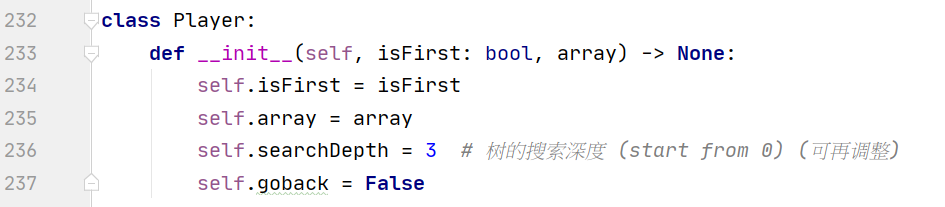 232 class Player:
233     def __init__(self, isFirst: bool, array) -> None:
234         self.isFirst = isFirst
235         self.array = array
236         self.searchDepth = 3  # 树的搜索深度 (start from 0) (可再调整)
237         self.goback = False